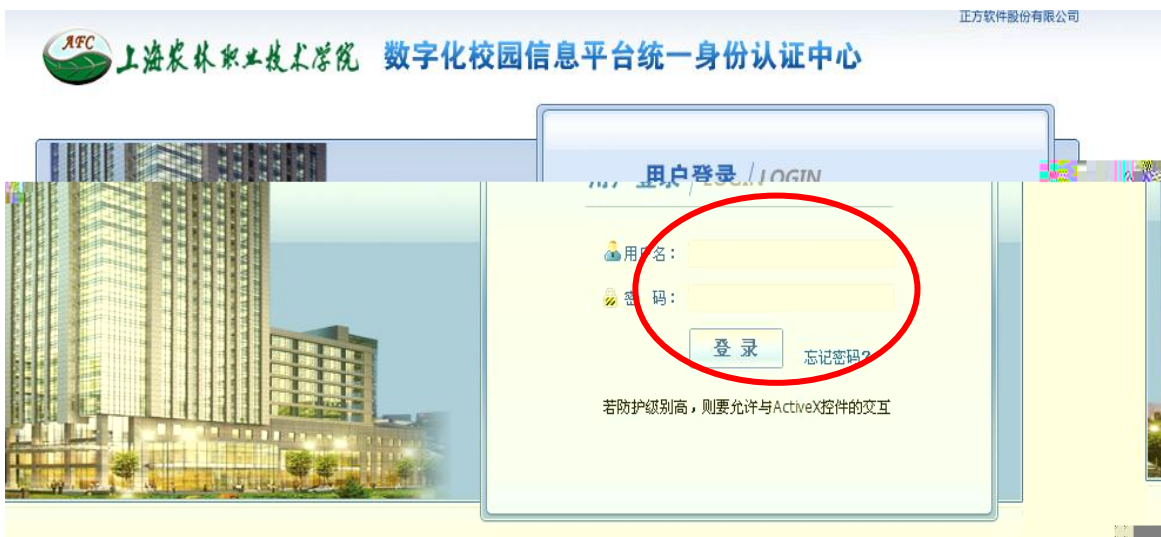 正方软件股份有限公司
AFC
上海农林职业技术学院 数字化校园信息平台统一身份认证中心
用户登录 / LOGIN
用户名：
密 码：
登 录
忘记密码?
若防护级别高，则要允许与ActiveX控件的交互